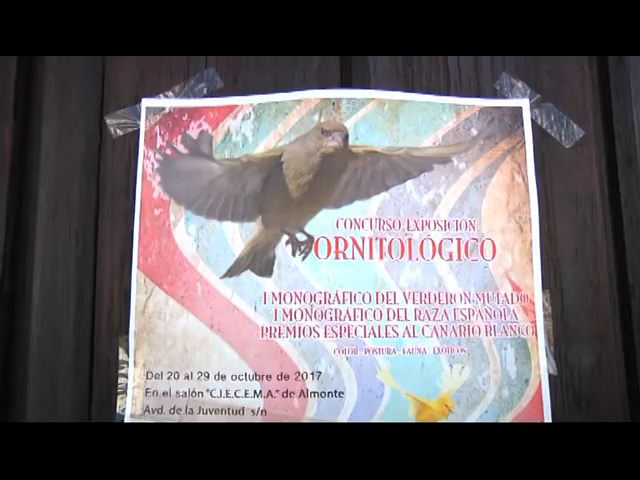 CONCURSO-EXPOSICIÓN
ORNITOLÓGICO
I MONOGRÁFICO DEL VERDERON MUTADO
I MONOGRÁFICO DEL RAZA ESPAÑOLA
PREMIOS ESPECIALES AL CANARIO BLANCO
COLOR - POSTURA - FAUNA - EXÓTICOS
Del 20 al 29 de octubre de 2017
En el salón "C.I.E.C.E.M.A." de Almonte
Avd. de la Juventud s/n